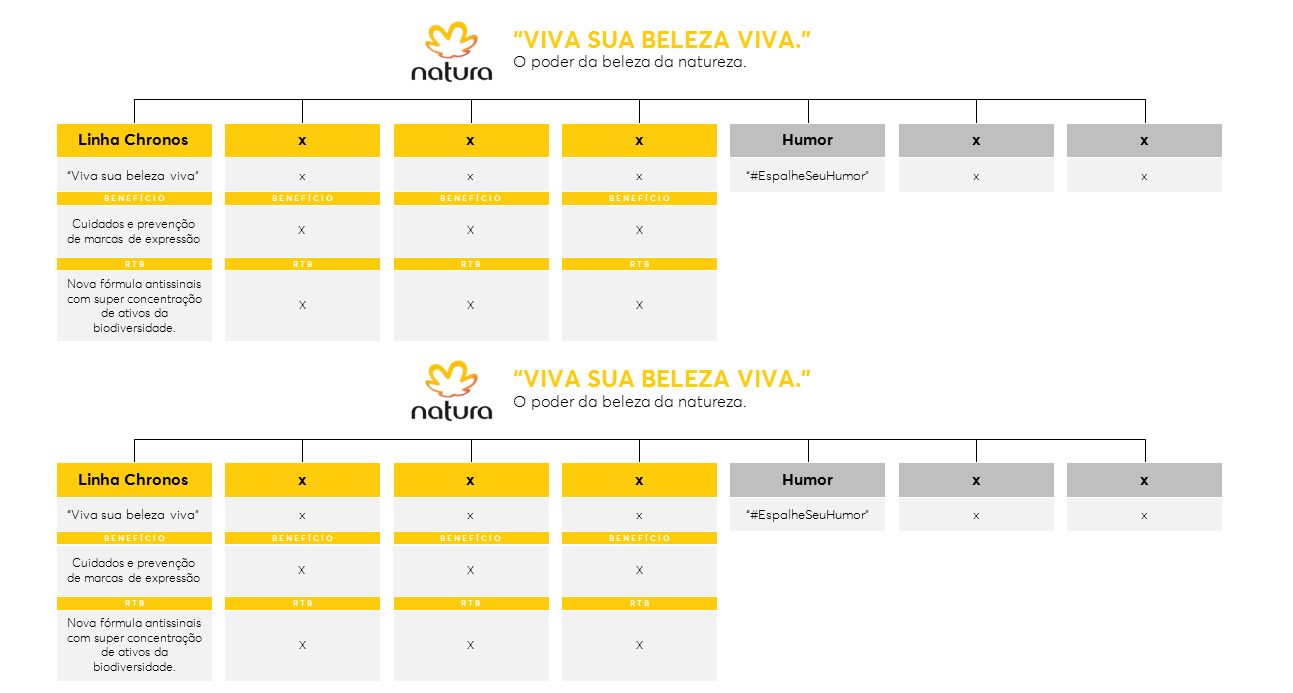 natura
“VIVA SUA BELEZA VIVA.”
O poder da beleza da natureza.
Linha Chronos x x x Humor x x
“Viva sua beleza viva” x x x “#EspalheSeuHumor” x x
BENEFÍCIO BENEFÍCIO BENEFÍCIO BENEFÍCIO
Cuidados e prevenção
de marcas de expressão
X X X
RTB RTB RTB RTB
Nova fórmula antissinais
com super concentração
de ativos da
biodiversidade.
X X X
natura
“VIVA SUA BELEZA VIVA.”
O poder da beleza da natureza.
Linha Chronos x x x Humor x x
“Viva sua beleza viva” x x x “#EspalheSeuHumor” x x
BENEFÍCIO BENEFÍCIO BENEFÍCIO BENEFÍCIO
Cuidados e prevenção
de marcas de expressão
X X X
RTB RTB RTB RTB
Nova fórmula antissinais
com super concentração
de ativos da
biodiversidade.
X X X